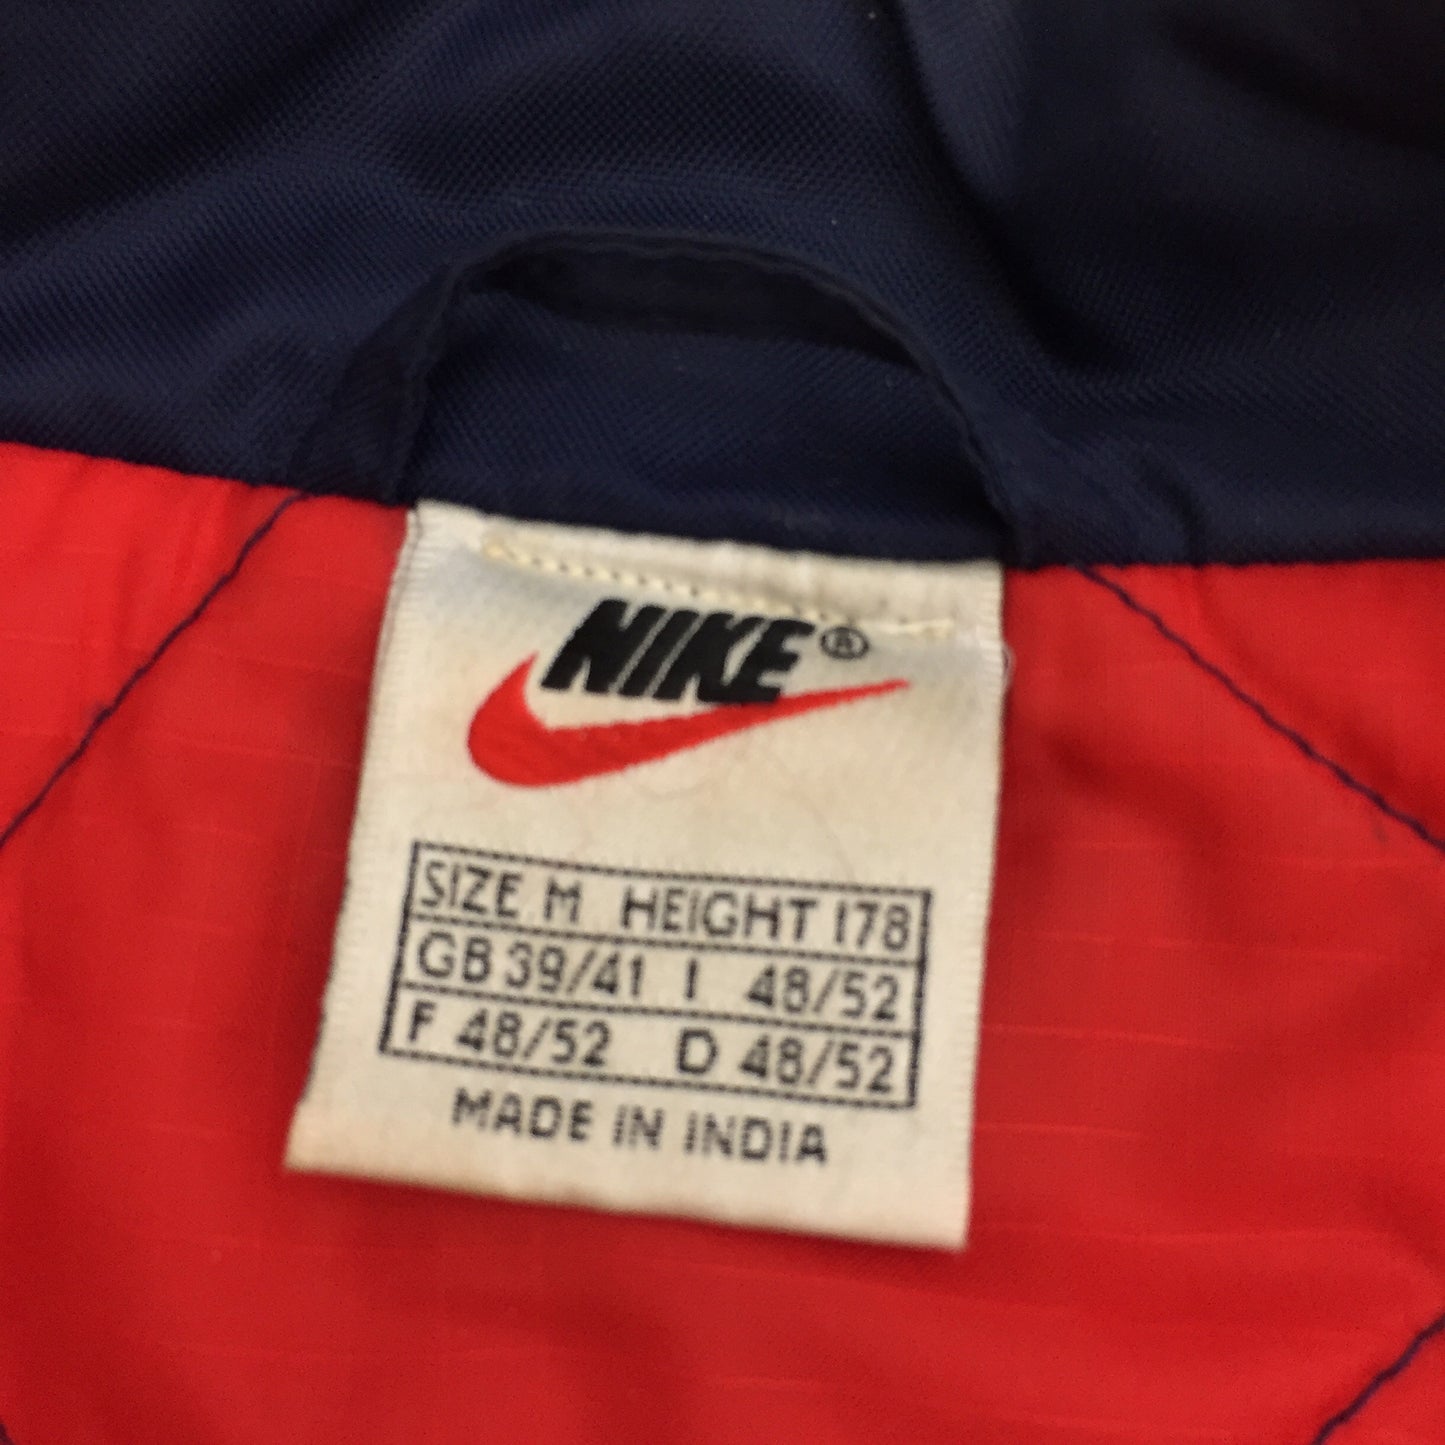 NIKE®
SIZE M HEIGHT 178
GB 39/41 I 48/52
F 48/52 D 48/52
MADE IN INDIA